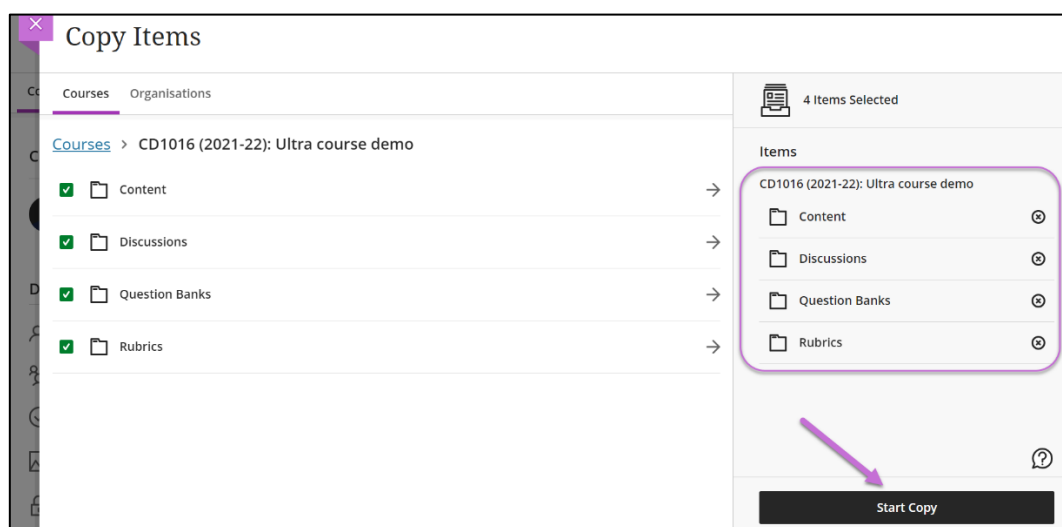 Copy Items
Courses Organisations
Courses > CD1016 (2021-22): Ultra course demo
Content
Discussions
Question Banks
Rubrics
4 Items Selected
Items
CD1016 (2021-22): Ultra course demo
Content
Discussions
Question Banks
Rubrics
Start Copy